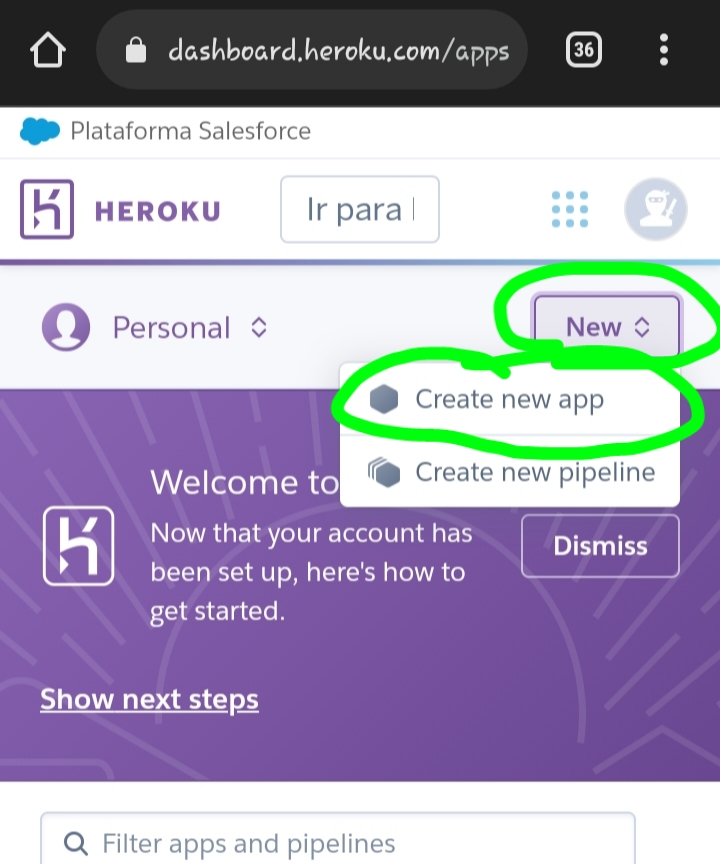 dashboard.heroku.com/apps
36
Plataforma Salesforce
HEROKU
Ir para
Personal
New
Create new app
Create new pipeline
Welcome to
Now that your account has
been set up, here's how to
get started.
Dismiss
Show next steps
Filter apps and pipelines